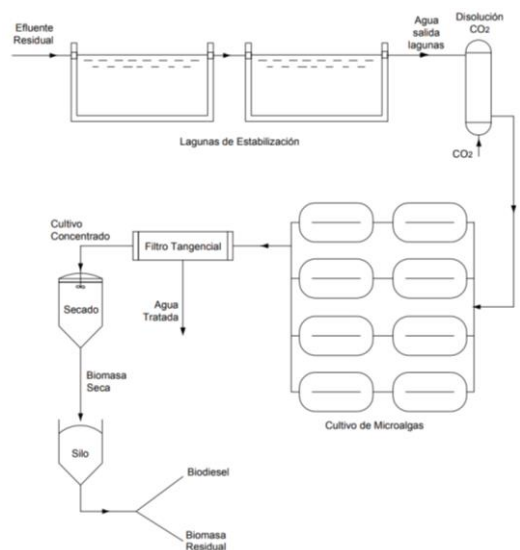 Efluente
Residual
Agua
salida
lagunas
Disolución
CO2
Lagunas de Estabilización
CO2
Cultivo
Concentrado
Filtro Tangencial
Agua
Tratada
Secado
Biomasa
Seca
Cultivo de Microalgas
Silo
Biodiesel
Biomasa
Residual